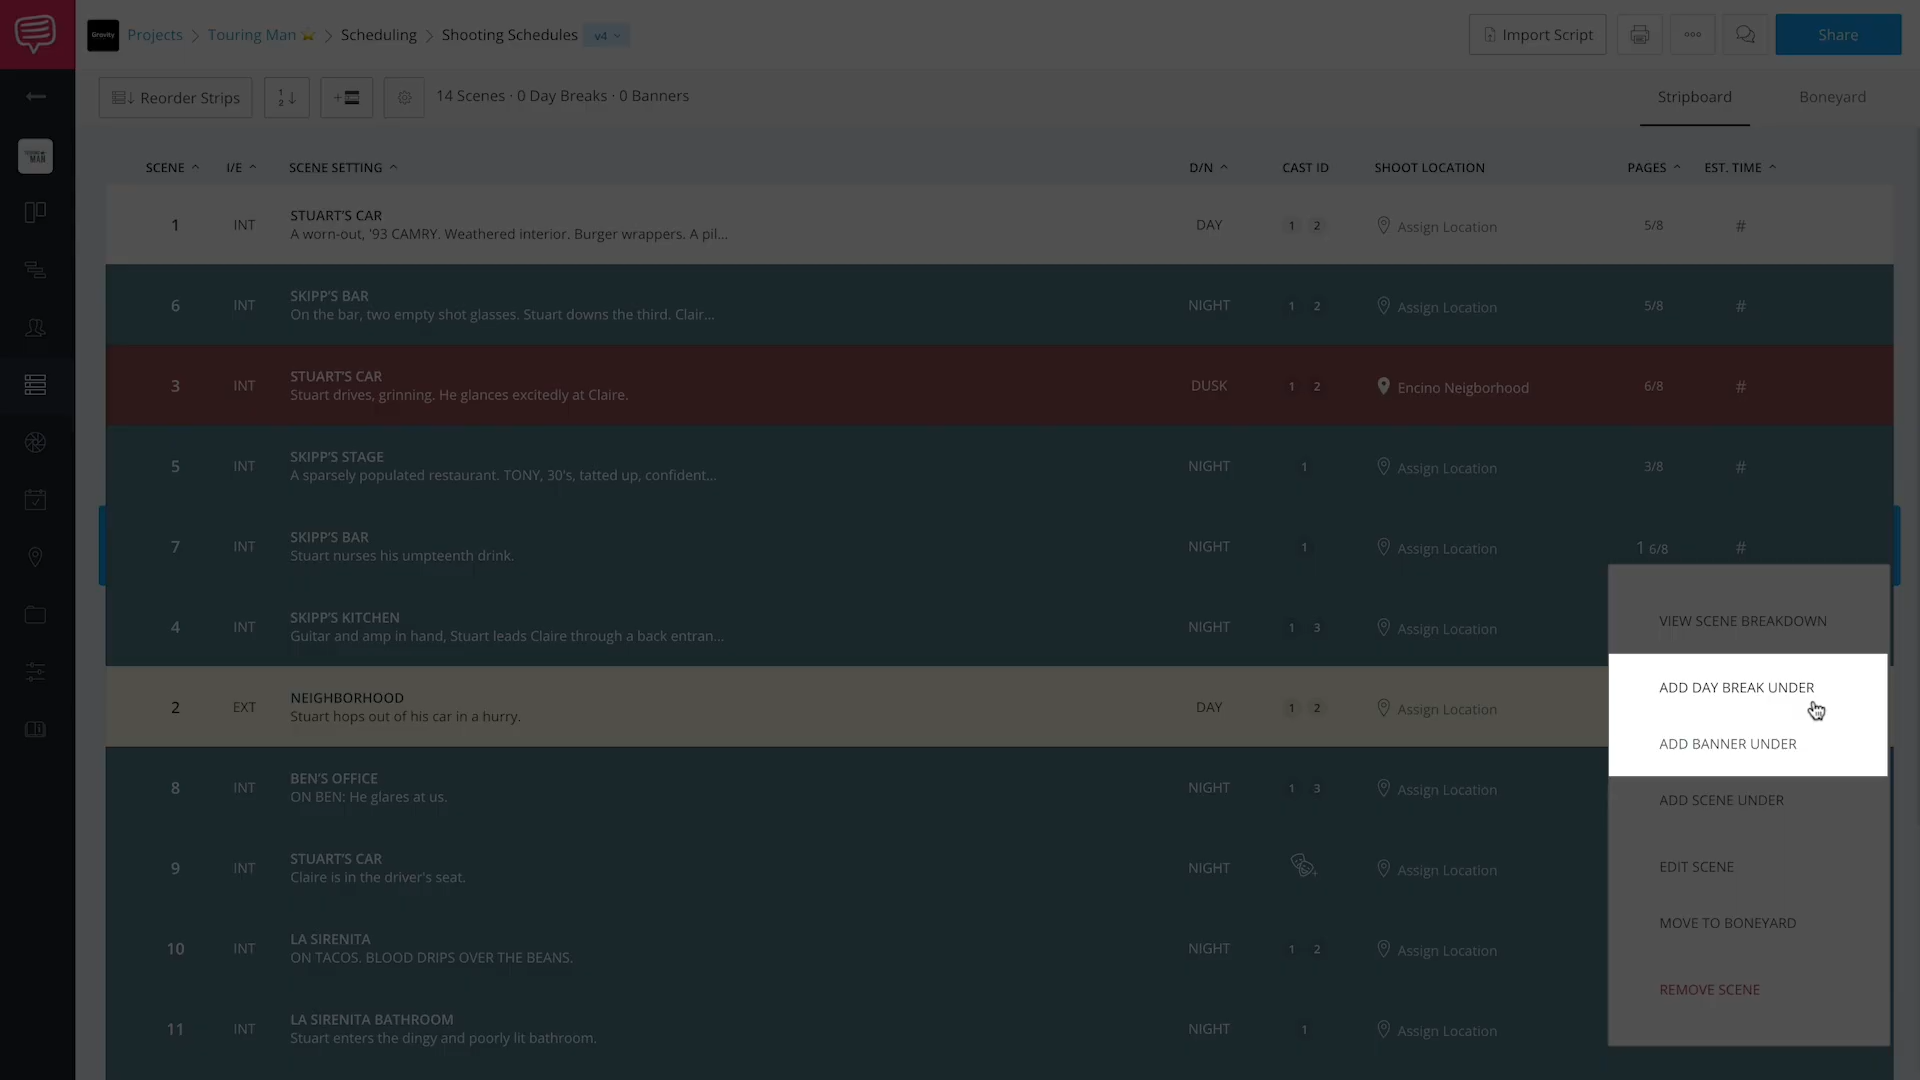 Gravity Projects > Touring Man > Scheduling > Shooting Schedules v4
Import Script
Share
Reorder Strips
14 Scenes · 0 Day Breaks · 0 Banners
Stripboard
Boneyard
SCENE I/E SCENE SETTING D/N CAST ID SHOOT LOCATION PAGES EST. TIME
1 INT STUART'S CAR DAY 1 2 Assign Location 5/8 #
A worn-out, '93 CAMRY. Weathered interior. Burger wrappers. A pil...
6 INT SKIPP'S BAR NIGHT 1 2 Assign Location 5/8 #
On the bar, two empty shot glasses. Stuart downs the third. Clair...
3 INT STUART'S CAR DUSK 1 2 Encino Neigborhood 6/8 #
Stuart drives, grinning. He glances excitedly at Claire.
5 INT SKIPP'S STAGE NIGHT 1 Assign Location 3/8 #
A sparsely populated restaurant. TONY, 30's, tatted up, confident...
7 INT SKIPP'S BAR NIGHT 1 Assign Location 1 6/8 #
Stuart nurses his umpteenth drink.
4 INT SKIPP'S KITCHEN NIGHT 1 3 Assign Location
Guitar and amp in hand, Stuart leads Claire through a back entran...
2 EXT NEIGHBORHOOD DAY 1 2 Assign Location
Stuart hops out of his car in a hurry.
8 INT BEN'S OFFICE NIGHT 1 3 Assign Location
ON BEN: He glares at us.
9 INT STUART'S CAR NIGHT Assign Location
Claire is in the driver's seat.
10 INT LA SIRENITA NIGHT 1 2 Assign Location
ON TACOS. BLOOD DRIPS OVER THE BEANS.
11 INT LA SIRENITA BATHROOM NIGHT 1 Assign Location
Stuart enters the dingy and poorly lit bathroom.
VIEW SCENE BREAKDOWN
ADD DAY BREAK UNDER
ADD BANNER UNDER
ADD SCENE UNDER
EDIT SCENE
MOVE TO BONEYARD
REMOVE SCENE